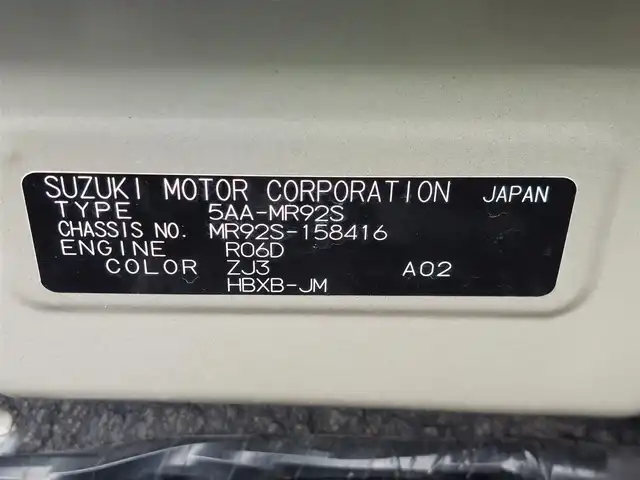 SUZUKI MOTOR CORPORATION JAPAN
TYPE 5AA-MR92S
CHASSIS NO. MR92S-158416
ENGINE R06D
COLOR ZJ3 A02
HBXB-JM